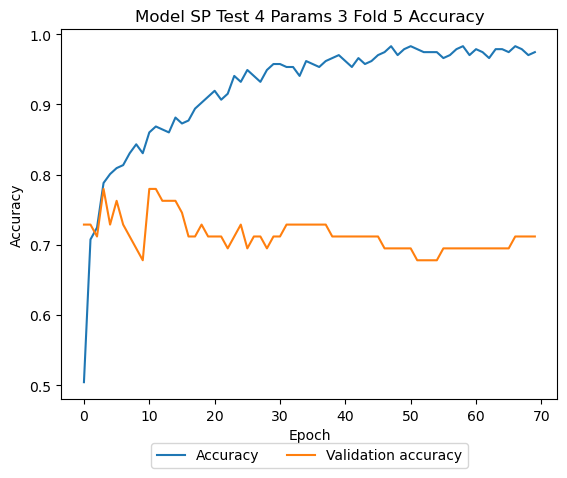 Model SP Test 4 Params 3 Fold 5 Accuracy
1.0
0.9
0.8
0.7
0.6
0.5
Accuracy
0 10 20 30 40 50 60 70
Epoch
Accuracy Validation accuracy